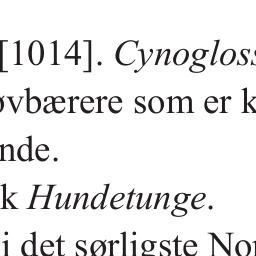 [1014]. Cynogloss
øvbærere som er k
nde.
k Hundetunge.
i det sørligste Nor